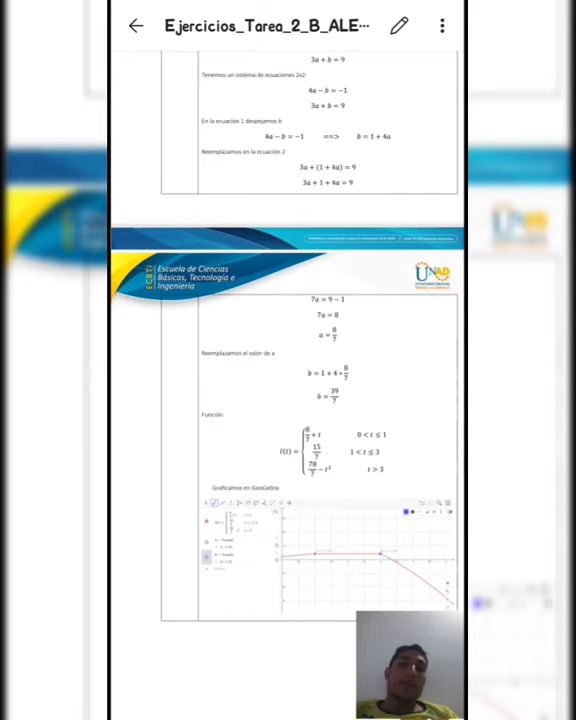 Ejercicios_Tarea_2_B_ALE...
3a + b = 9
Tenemos un sistema de ecuaciones 2x2:
4a − b = −1
3a + b = 9
En la ecuación 1 despejamos b
4a − b = −1 ==> b = 1 + 4a
Reemplazamos en la ecuación 2
3a + (1 + 4a) = 9
3a + 1 + 4a = 9
ECBTI
Escuela de Ciencias
Básicas, Tecnología e
Ingeniería
UNAD
7a = 9 − 1
7a = 8
a = 8/7
Reemplazamos el valor de a
b = 1 + 4 * 8/7
b = 39/7
Función:
8/7 + t 0 < t ≤ 1
I(t) = { 15/7 1 < t ≤ 3
78/7 − t² t > 3
Graficamos en GeoGebra: